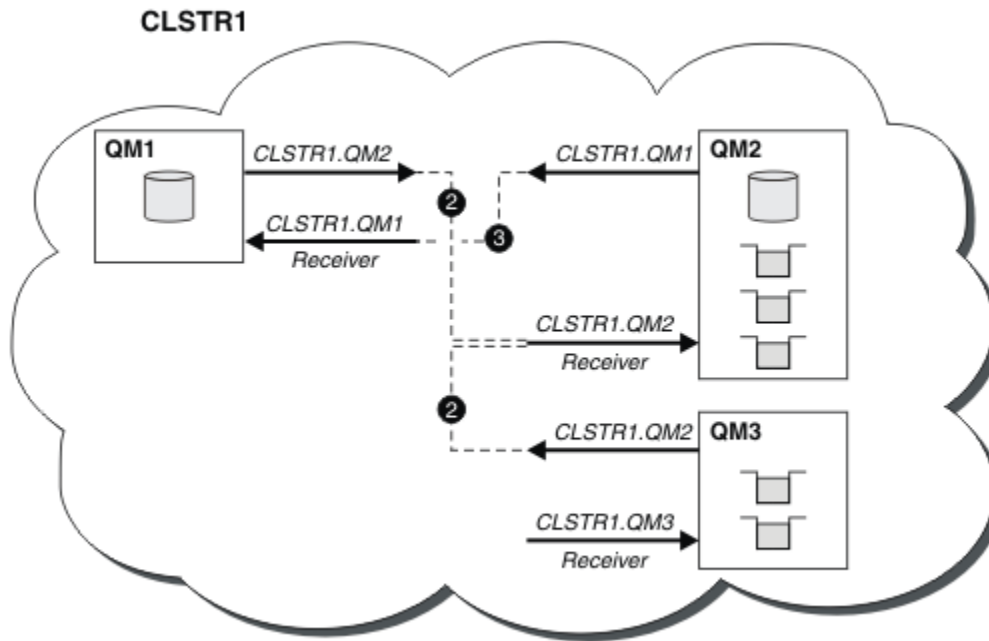 CLSTR1
QM1
CLSTR1.QM2
CLSTR1.QM1
QM2
2
CLSTR1.QM1
3
Receiver
CLSTR1.QM2
Receiver
2
CLSTR1.QM2
QM3
CLSTR1.QM3
Receiver